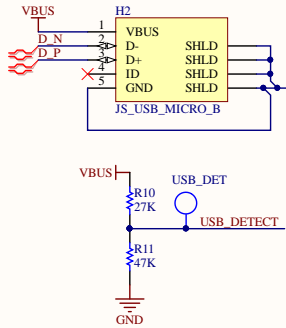 VBUS H2
1 VBUS
D_N 2 D- SHLD
D_P 3 D+ SHLD
4 ID SHLD
5 GND SHLD
JS_USB_MICRO_B
VBUS USB_DET
R10
27K
USB_DETECT
R11
47K
GND